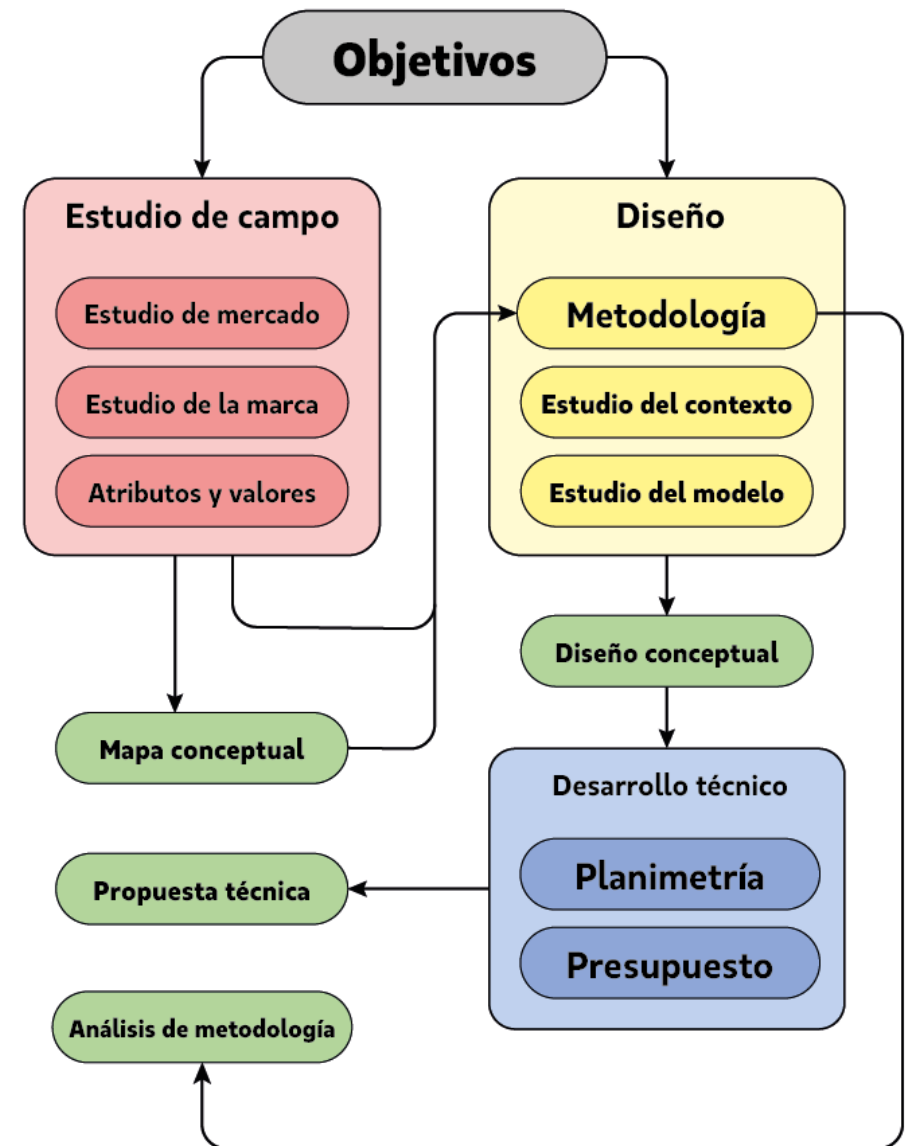 Objetivos
Estudio de campo
Estudio de mercado
Estudio de la marca
Atributos y valores
Diseño
Metodología
Estudio del contexto
Estudio del modelo
Mapa conceptual
Diseño conceptual
Desarrollo técnico
Planimetría
Presupuesto
Propuesta técnica
Análisis de metodología